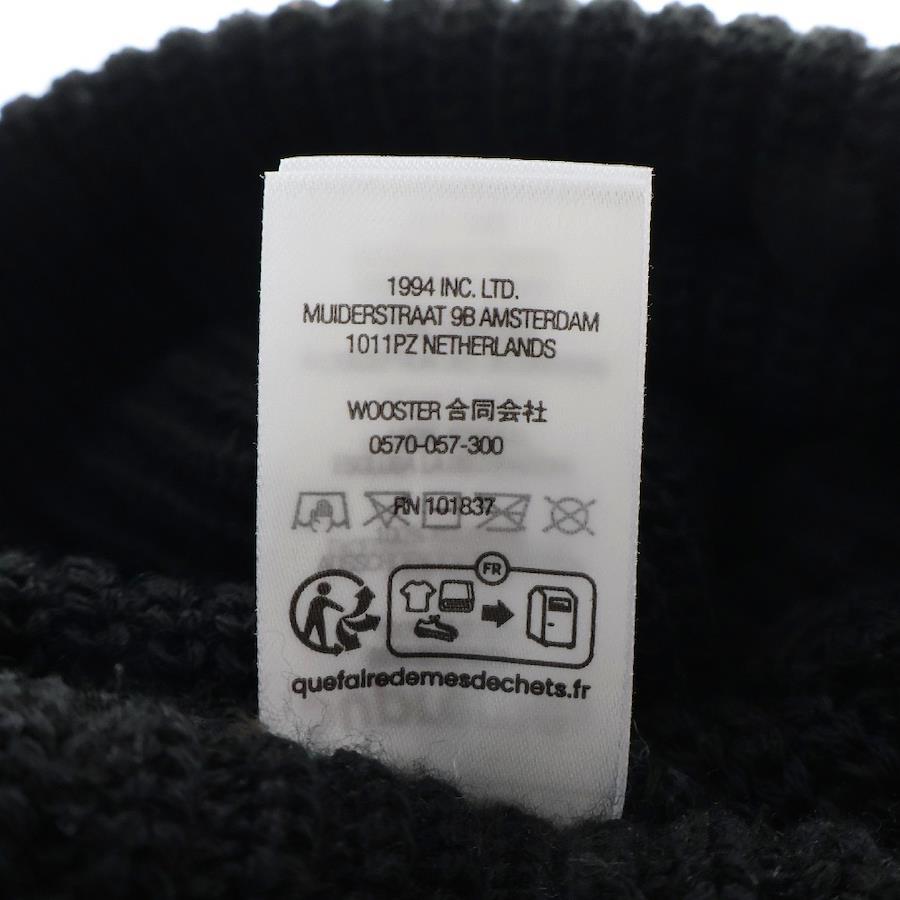 1994 INC. LTD.
MUIDERSTRAAT 9B AMSTERDAM
1011PZ NETHERLANDS
WOOSTER 合同会社
0570-057-300
RN 101837
FR
quefairedemesdechets.fr